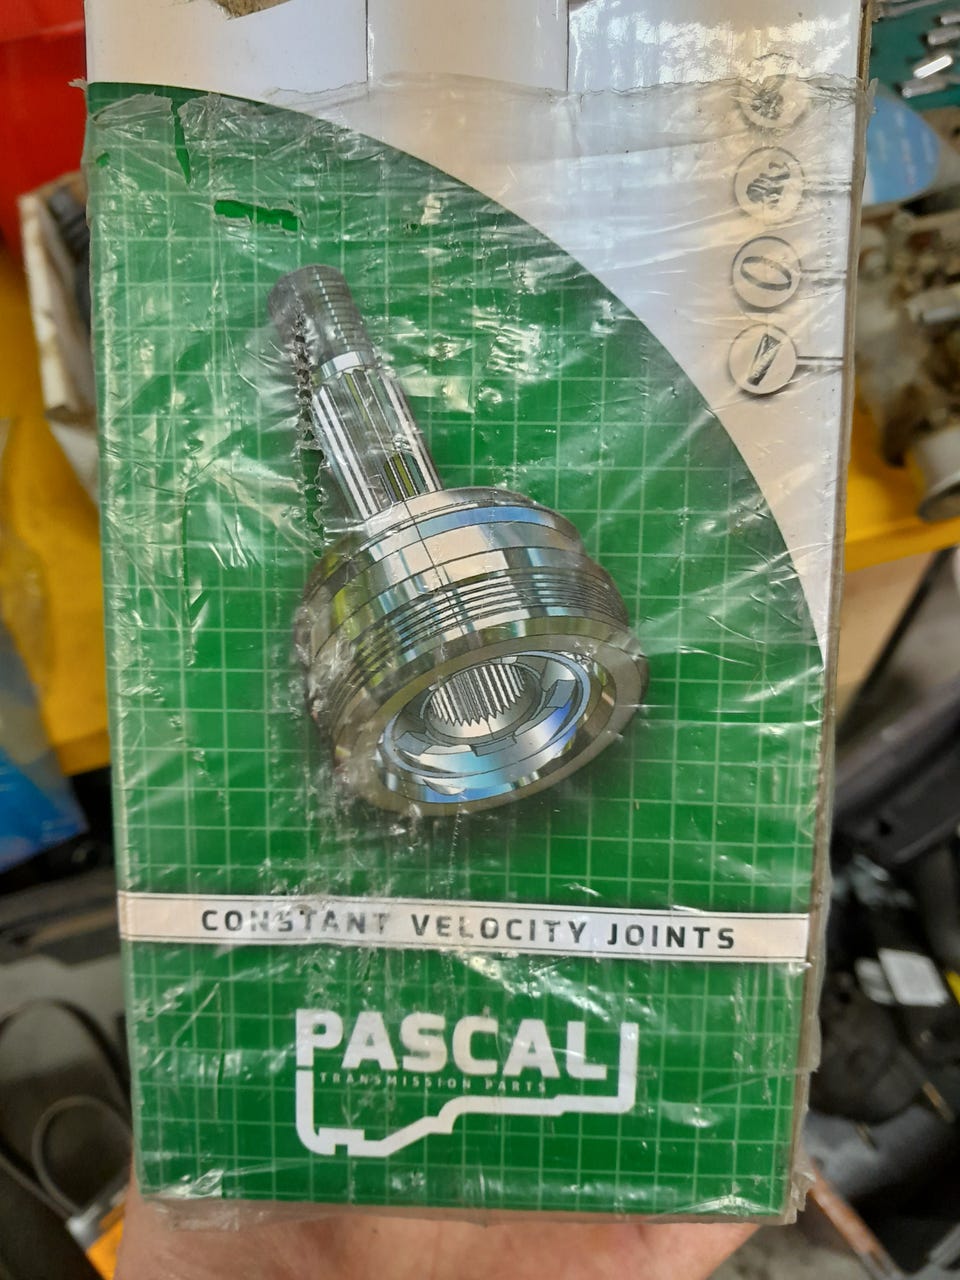 CONSTANT VELOCITY JOINTS
PASCAL
TRANSMISSION PARTS